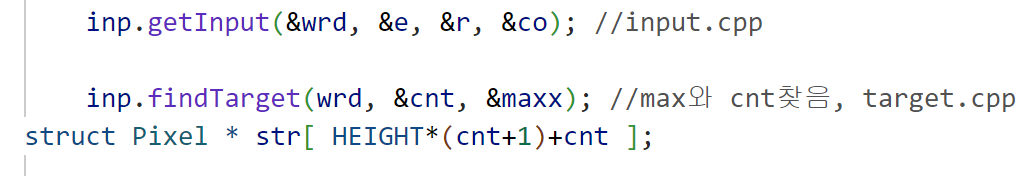 inp.getInput(&wrd, &e, &r, &co); //input.cpp
inp.findTarget(wrd, &cnt, &maxx); //max와 cnt찾음, target.cpp
struct Pixel * str[ HEIGHT*(cnt+1)+cnt ];